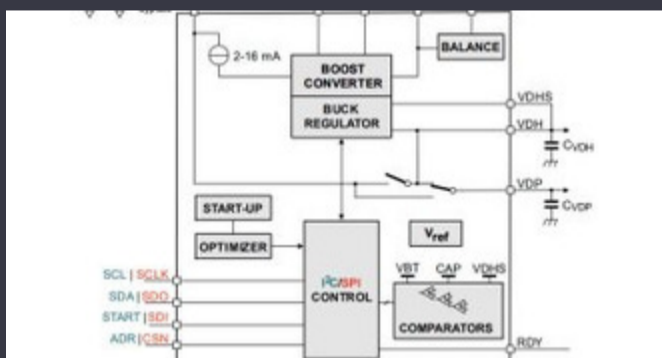 2-16 mA
BALANCE
BOOST
CONVERTER
BUCK
REGULATOR
VDHS
VDH
CVDH
VDP
CVDP
START-UP
OPTIMIZER
Vref
SCL | SCLK
SDA | SDO
START | SDI
ADR | CSN
I²C/SPI
CONTROL
VBT CAP VDHS
COMPARATORS
RDY